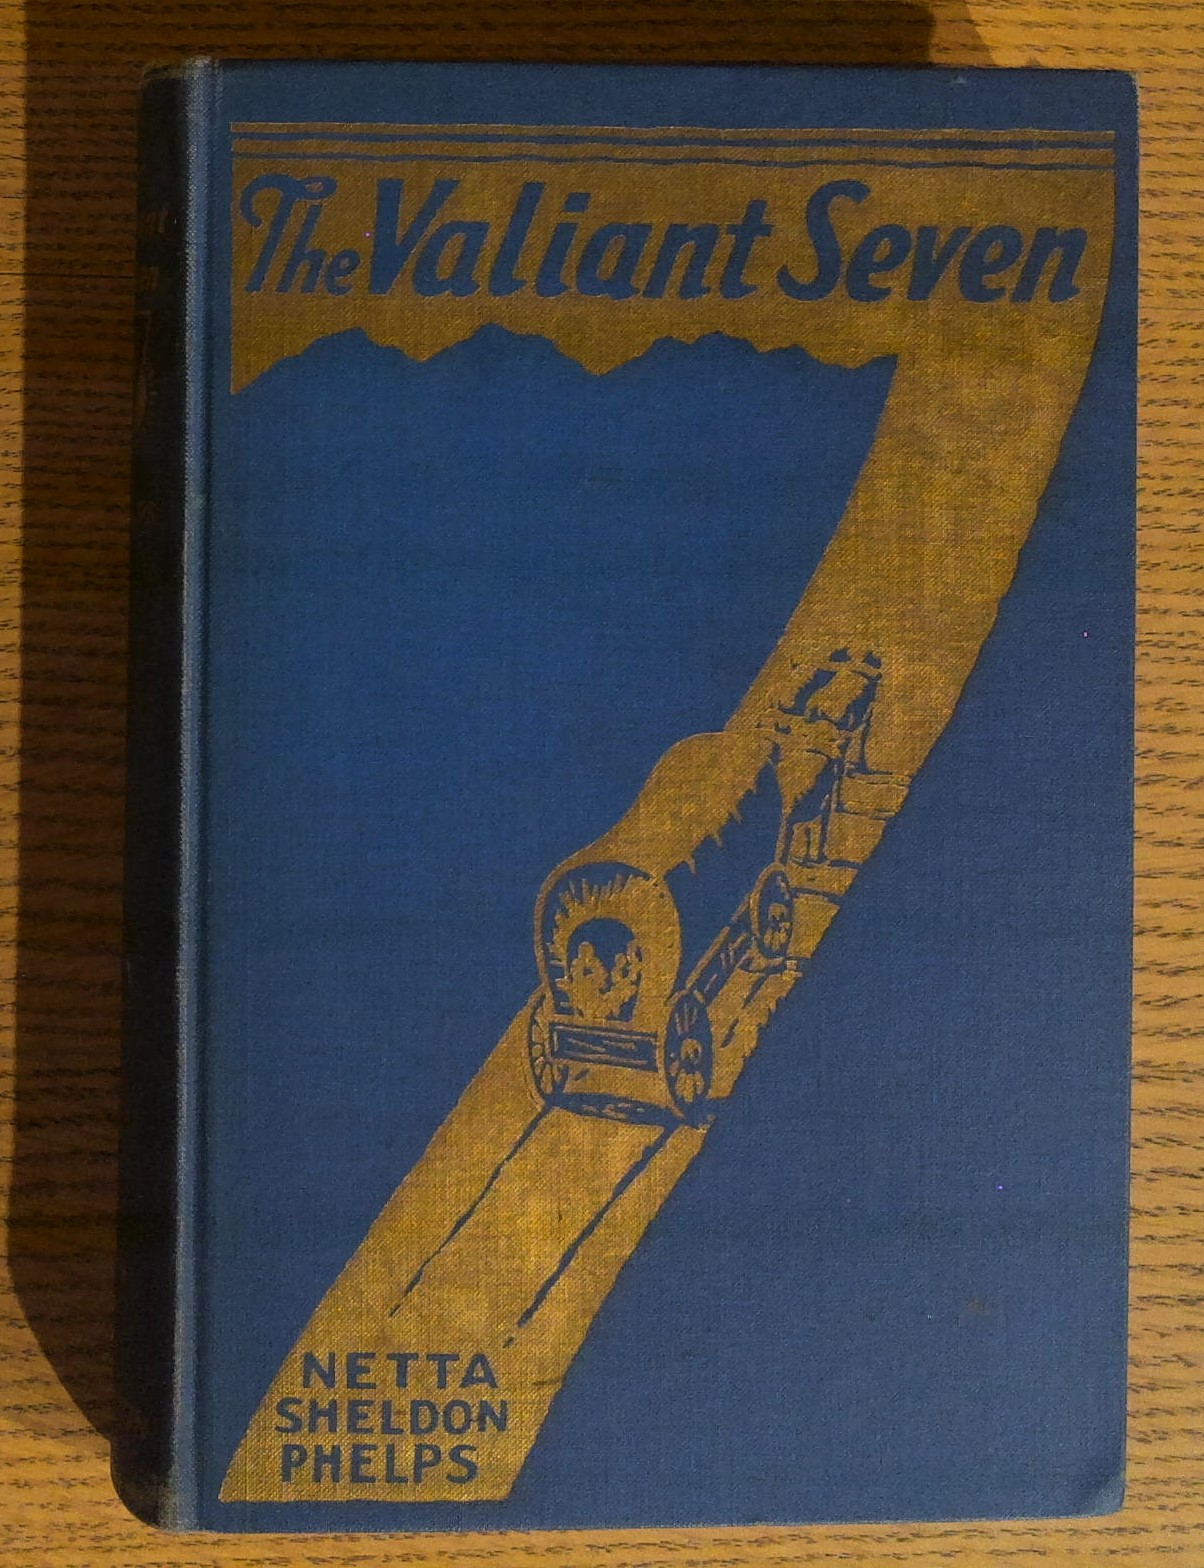 The Valiant Seven
NETTA
SHELDON
PHELPS